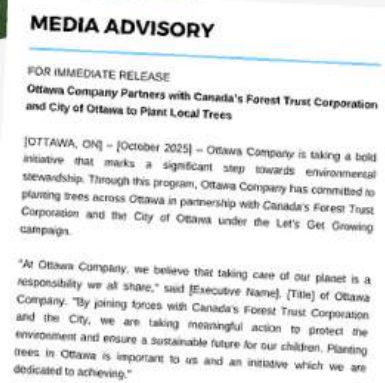 MEDIA ADVISORY
FOR IMMEDIATE RELEASE
Ottawa Company Partners with Canada's Forest Trust Corporation
and City of Ottawa to Plant Local Trees
[OTTAWA, ON] – [October 2025] – Ottawa Company is taking a bold
initiative that marks a significant step towards environmental
stewardship. Through this program, Ottawa Company has committed to
planting trees across Ottawa in partnership with Canada's Forest Trust
Corporation and the City of Ottawa under the Let's Get Growing
campaign.
"At Ottawa Company, we believe that taking care of our planet is a
responsibility we all share," said [Executive Name], [Title] of Ottawa
Company. "By joining forces with Canada's Forest Trust Corporation
and the City, we are taking meaningful action to protect the
environment and ensure a sustainable future for our children. Planting
trees in Ottawa is important to us and an initiative which we are
dedicated to achieving."